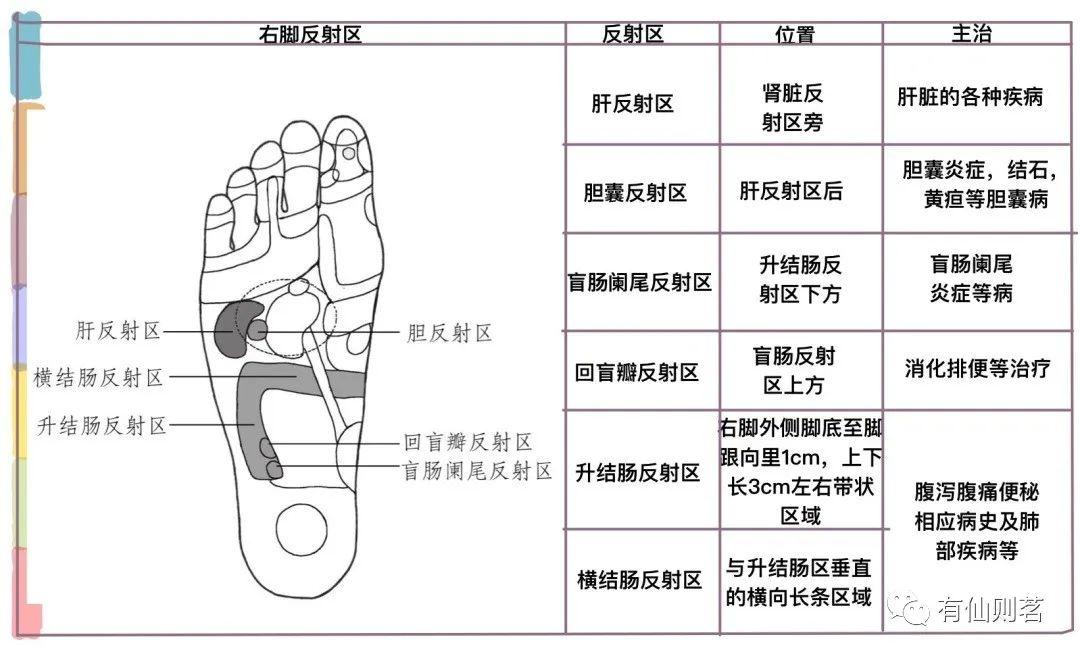 右脚反射区
反射区
位置
主治
肝反射区
肾脏反
射区旁
肝脏的各种疾病
胆囊反射区
肝反射区后
胆囊炎症，结石，
黄疸等胆囊病
盲肠阑尾反射区
升结肠反
射区下方
盲肠阑尾
炎症等病
回盲瓣反射区
盲肠反射
区上方
消化排便等治疗
升结肠反射区
右脚外侧脚底至脚
跟向里1cm，上下
长3cm左右带状
区域
腹泻腹痛便秘
相应病史及肺
部疾病等
横结肠反射区
与升结肠区垂直
的横向长条区域
肝反射区
胆反射区
横结肠反射区
升结肠反射区
回盲瓣反射区
盲肠阑尾反射区
有仙则茗